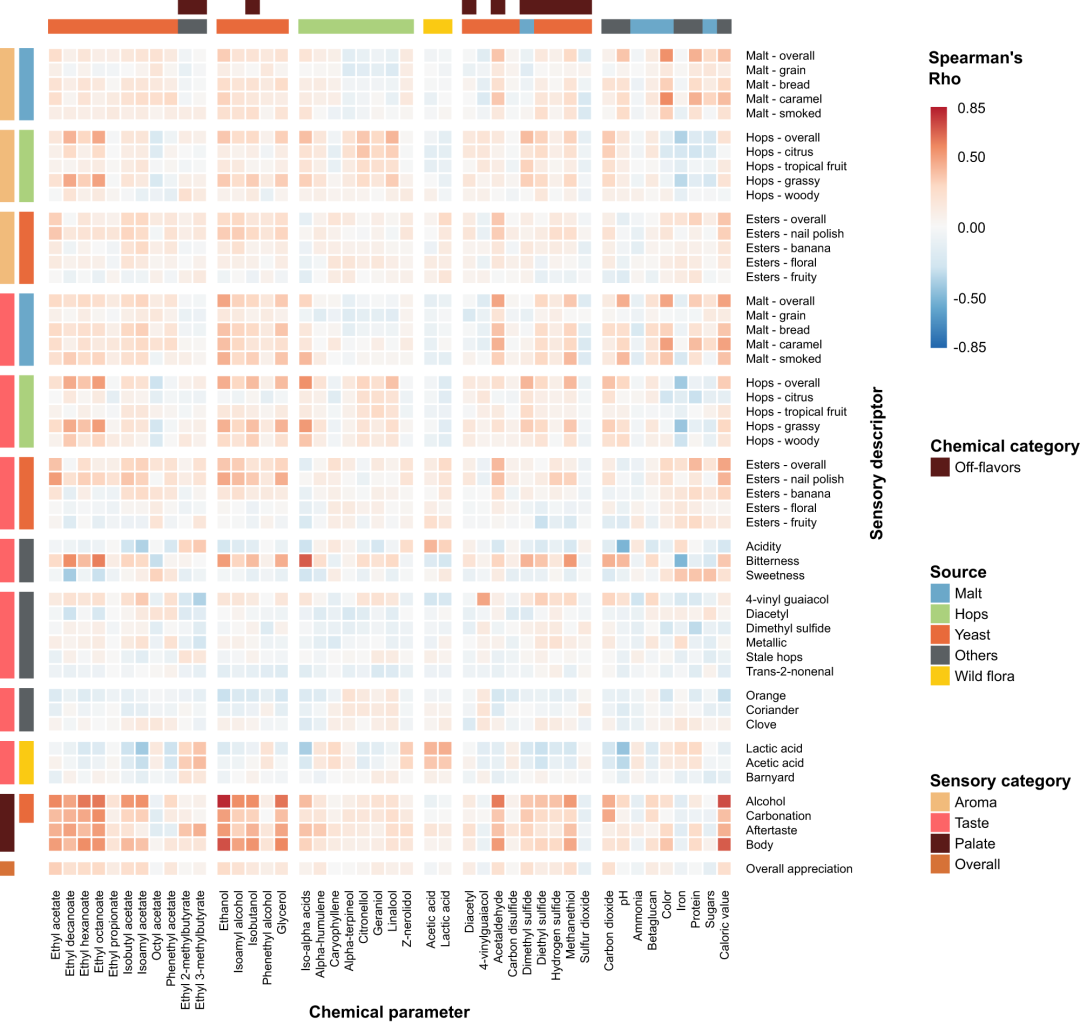 Malt - overall
Malt - grain
Malt - bread
Malt - caramel
Malt - smoked
Hops - overall
Hops - citrus
Hops - tropical fruit
Hops - grassy
Hops - woody
Esters - overall
Esters - nail polish
Esters - banana
Esters - floral
Esters - fruity
Malt - overall
Malt - grain
Malt - bread
Malt - caramel
Malt - smoked
Hops - overall
Hops - citrus
Hops - tropical fruit
Hops - grassy
Hops - woody
Esters - overall
Esters - nail polish
Esters - banana
Esters - floral
Esters - fruity
Acidity
Bitterness
Sweetness
4-vinyl guaiacol
Diacetyl
Dimethyl sulfide
Metallic
Stale hops
Trans-2-nonenal
Orange
Coriander
Clove
Lactic acid
Acetic acid
Barnyard
Alcohol
Carbonation
Aftertaste
Body
Overall appreciation
Sensory descriptor
Ethyl acetate
Ethyl decanoate
Ethyl hexanoate
Ethyl octanoate
Ethyl propionate
Isobutyl acetate
Isoamyl acetate
Octyl acetate
Phenethyl acetate
Ethyl 2-methylbutyrate
Ethyl 3-methylbutyrate
Ethanol
Isoamyl alcohol
Isobutanol
Phenethyl alcohol
Glycerol
Iso-alpha acids
Alpha-humulene
Caryophyllene
Alpha-terpineol
Citronellol
Geraniol
Linalool
Z-nerolidol
Acetic acid
Lactic acid
Diacetyl
4-vinylguaiacol
Acetaldehyde
Carbon disulfide
Dimethyl sulfide
Diethyl sulfide
Hydrogen sulfide
Methanethiol
Sulfur dioxide
Carbon dioxide
pH
Ammonia
Betaglucan
Color
Iron
Protein
Sugars
Caloric value
Chemical parameter
Spearman's
Rho
0.85
0.50
0.00
-0.50
-0.85
Chemical category
Off-flavors
Source
Malt
Hops
Yeast
Others
Wild flora
Sensory category
Aroma
Taste
Palate
Overall